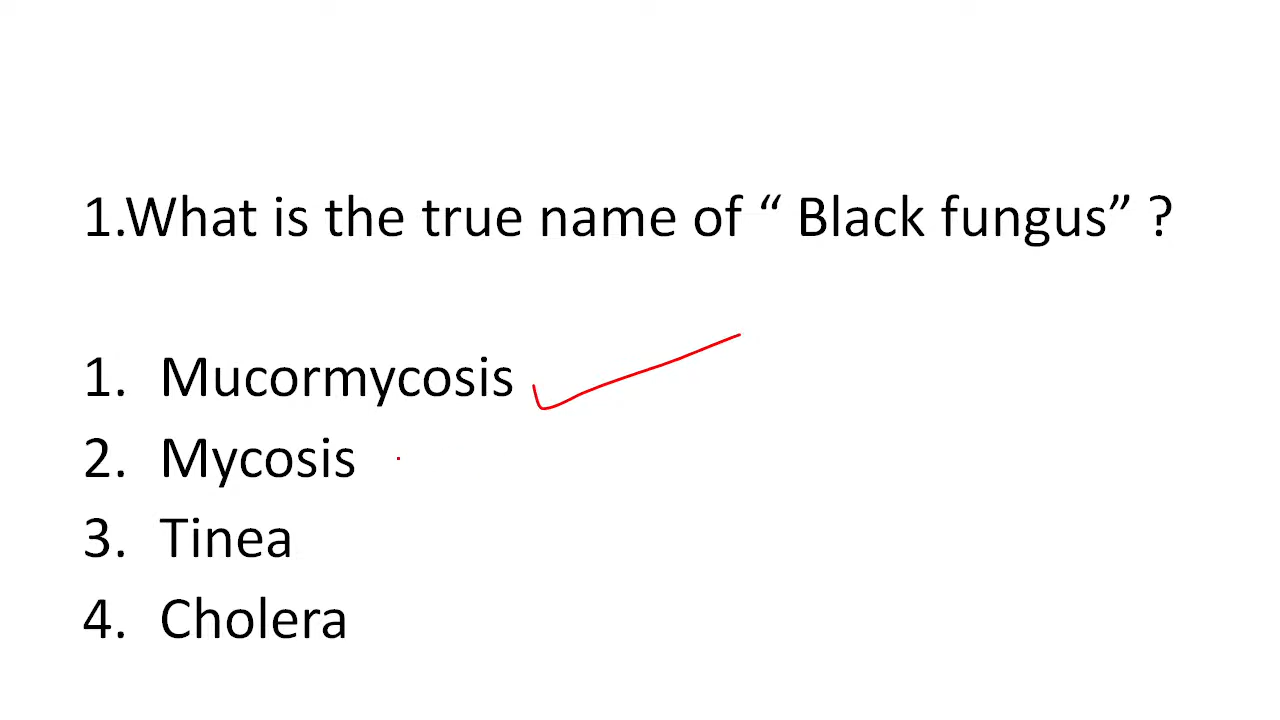 1.What is the true name of “ Black fungus” ?
1. Mucormycosis
2. Mycosis
3. Tinea
4. Cholera